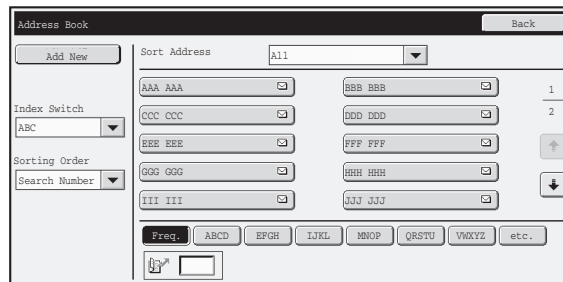 Address Book
Back
Add New
Sort Address
All
AAA AAA
BBB BBB
1
Index Switch
CCC CCC
DDD DDD
2
ABC
EEE EEE
FFF FFF
Sorting Order
GGG GGG
HHH HHH
Search Number
III III
JJJ JJJ
Freq. ABCD EFGH IJKL MNOP QRSTU VWXYZ etc.